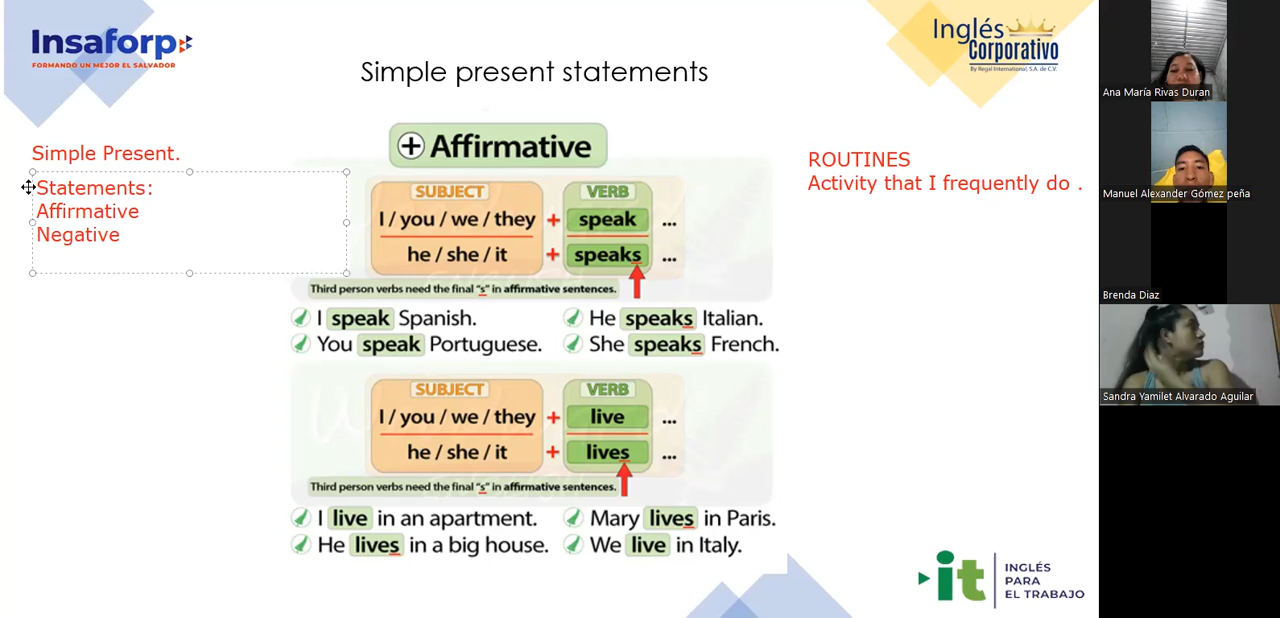 Insaforp
FORMANDO UN MEJOR EL SALVADOR
Inglés
Corporativo
By Regal International, S.A. de C.V.
Simple present statements
Simple Present.
Statements:
Affirmative
Negative
+ Affirmative
SUBJECT VERB
I / you / we / they + speak ...
he / she / it + speaks ...
Third person verbs need the final "s" in affirmative sentences.
I speak Spanish. He speaks Italian.
You speak Portuguese. She speaks French.
SUBJECT VERB
I / you / we / they + live ...
he / she / it + lives ...
Third person verbs need the final "s" in affirmative sentences.
I live in an apartment. Mary lives in Paris.
He lives in a big house. We live in Italy.
ROUTINES
Activity that I frequently do .
it
INGLÉS
PARA
EL TRABAJO
Ana María Rivas Duran
Manuel Alexander Gómez peña
Brenda Diaz
Sandra Yamilet Alvarado Aguilar